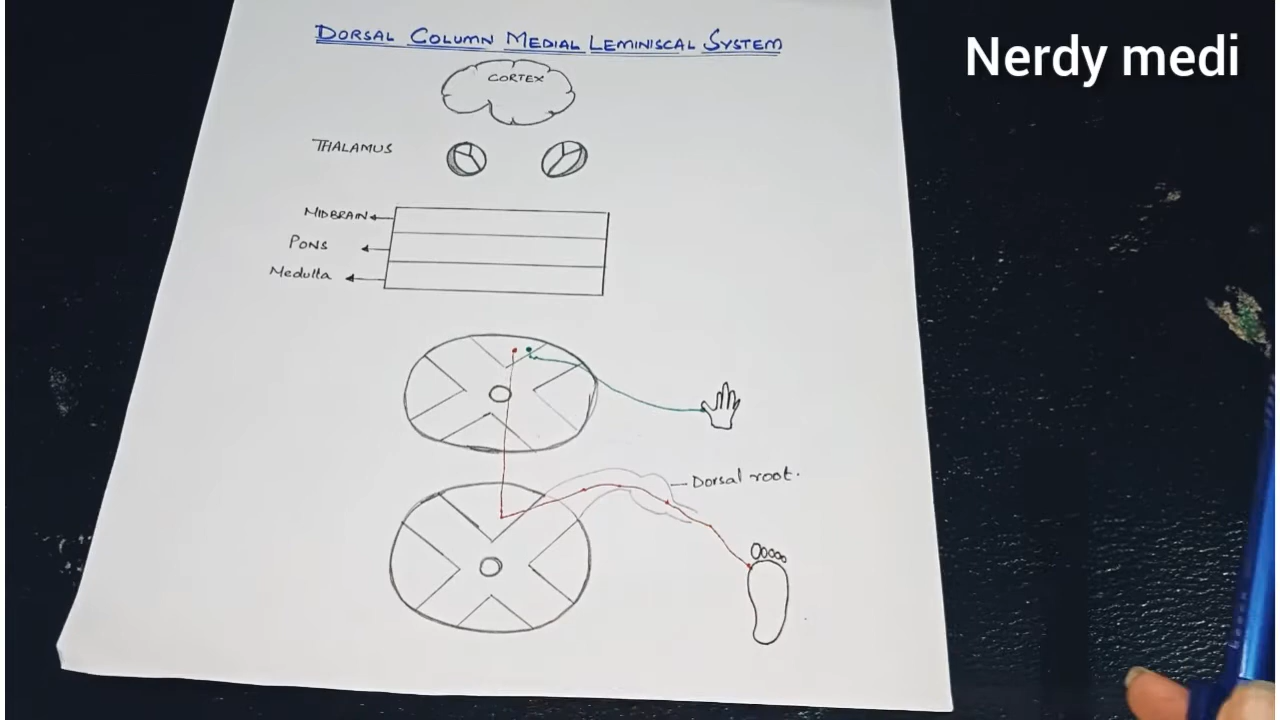 DORSAL COLUMN MEDIAL LEMINISCAL SYSTEM
Nerdy medi
CORTEX
THALAMUS
MIDBRAIN
PONS
Medulla
Dorsal root.